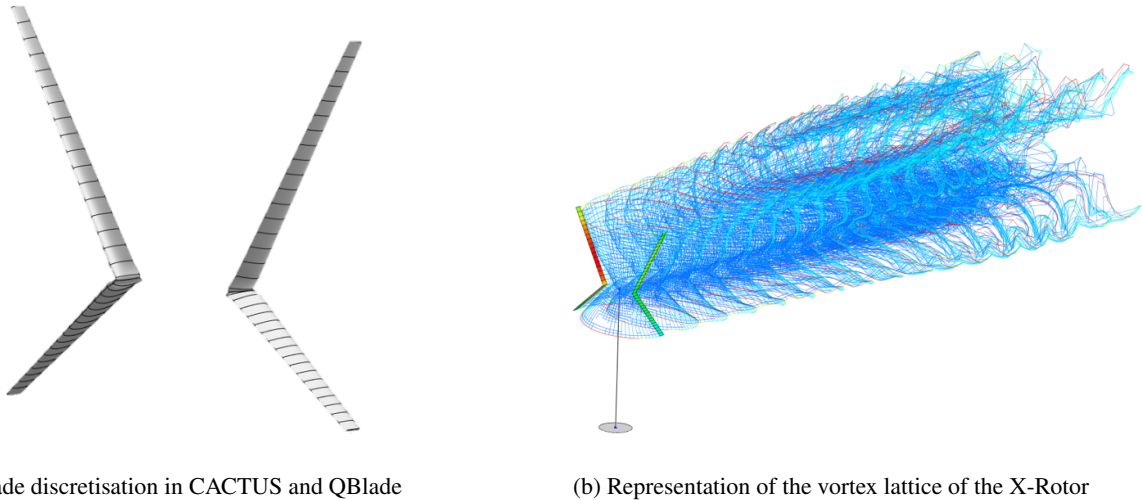 ade discretisation in CACTUS and QBlade
(b) Representation of the vortex lattice of the X-Rotor